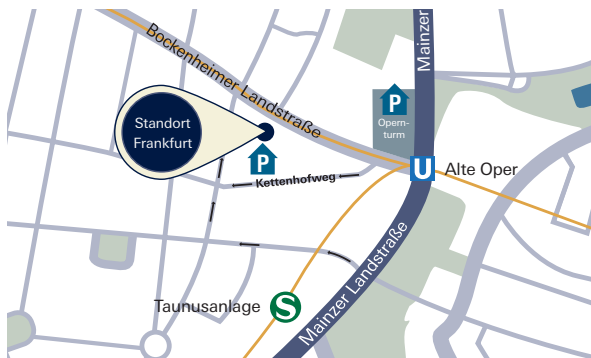 Bockenheimer Landstraße
Mainzer
P
Opern-
turm
Standort
Frankfurt
P
Kettenhofweg
U
Alte Oper
Mainzer Landstraße
Taunusanlage
S